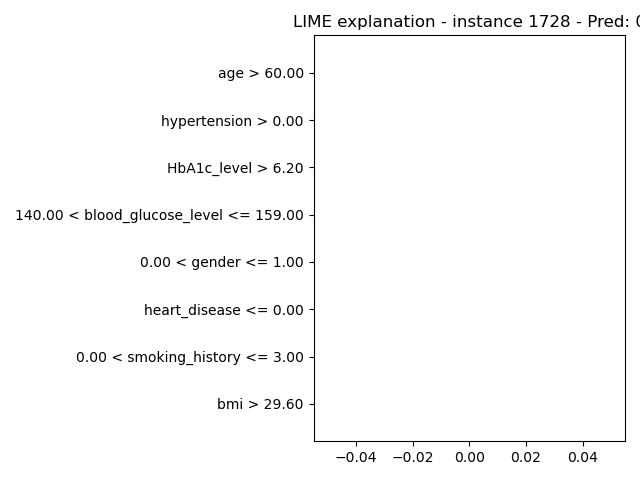 LIME explanation - instance 1728 - Pred: 0
age > 60.00
hypertension > 0.00
HbA1c_level > 6.20
140.00 < blood_glucose_level <= 159.00
0.00 < gender <= 1.00
heart_disease <= 0.00
0.00 < smoking_history <= 3.00
bmi > 29.60
−0.04 −0.02 0.00 0.02 0.04